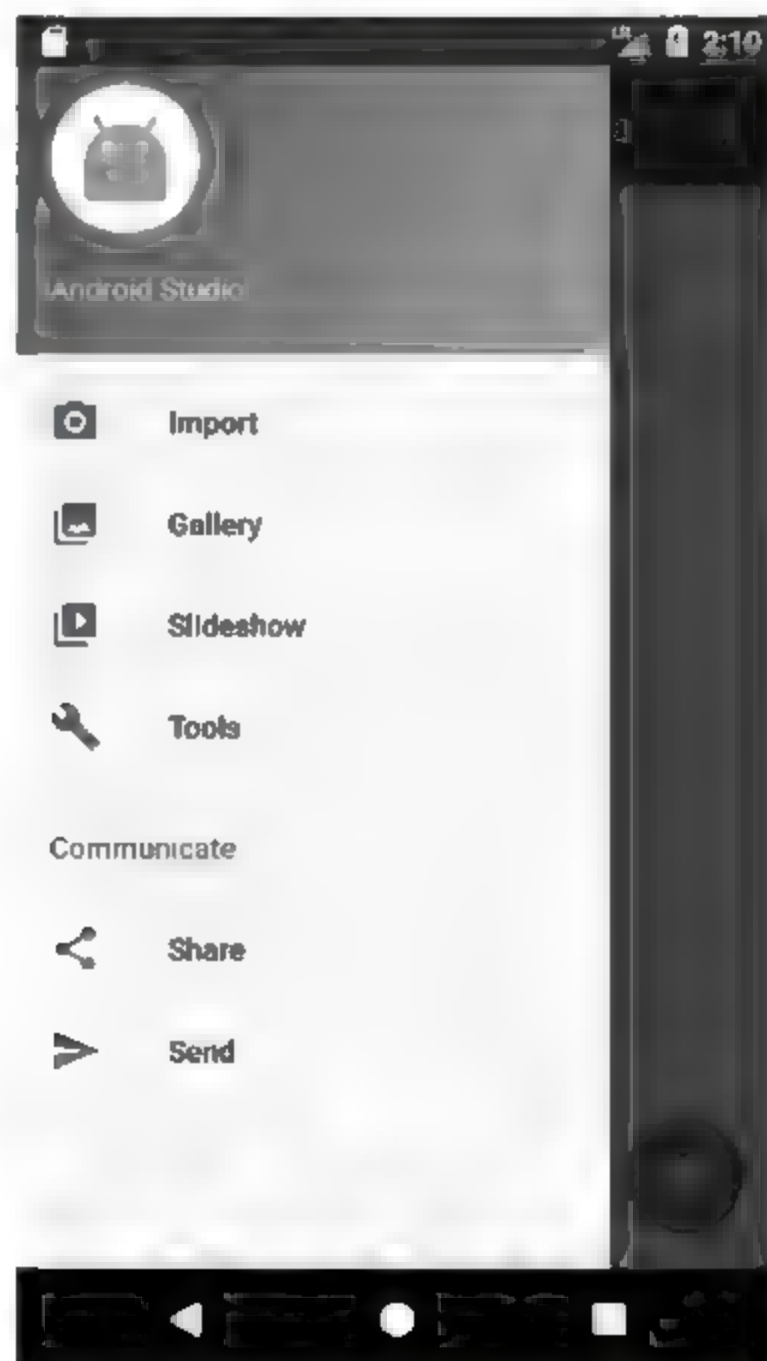 2:10
Android Studio
Import
Gallery
Slideshow
Tools
Communicate
Share
Send